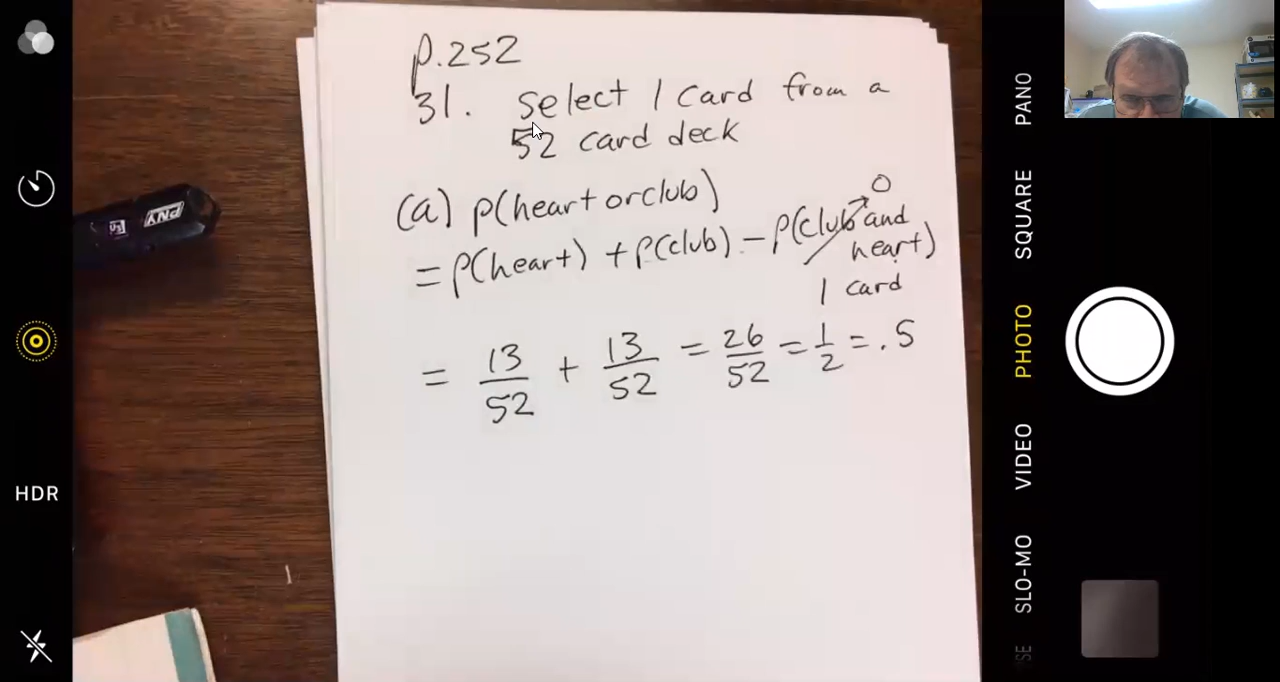 p.252
31. Select 1 card from a
52 card deck
(a) p(heart or club)
= p(heart) + p(club) - p(club and
heart)
0
1 card
= 13/52 + 13/52 = 26/52 = 1/2 = .5
PNY
HDR
PANO
SQUARE
PHOTO
VIDEO
SLO-MO
SE